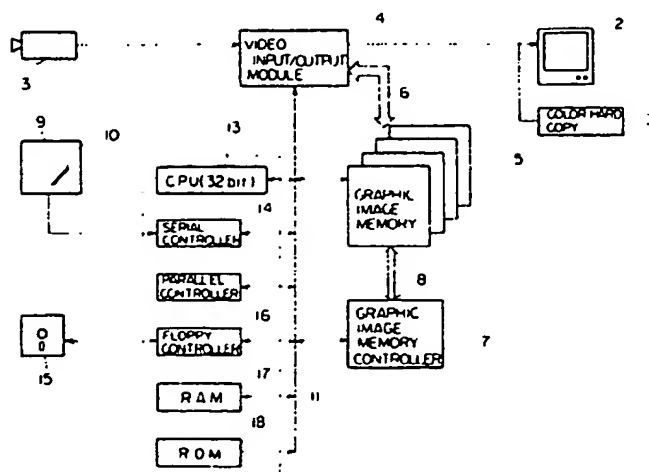 4
2
VIDEO
INPUT/OUTPUT
MODULE
3
6
COLOR HARD
COPY
9
10
13
5
CPU(32bit)
14
GRAPHIC
IMAGE
MEMORY
SERIAL
CONTROLLER
PARALLEL
CONTROLLER
8
16
FLOPPY
CONTROLLER
GRAPHIC
IMAGE
MEMORY
CONTROLLER
7
15
17
RAM
11
18
ROM